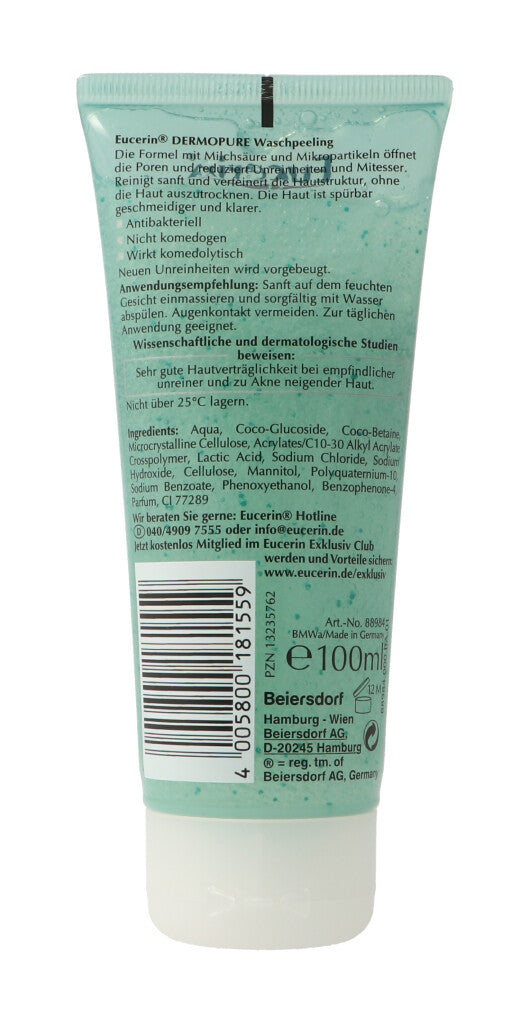 Eucerin® DERMOPURE Waschpeeling
Die Formel mit Milchsäure und Mikropartikeln öffnet
die Poren und reduziert Unreinheiten und Mitesser.
Reinigt sanft und verfeinert die Hautstruktur, ohne
die Haut auszutrocknen. Die Haut ist spürbar
geschmeidiger und klarer.
Antibakteriell
Nicht komedogen
Wirkt komedolytisch
Neuen Unreinheiten wird vorgebeugt.
Anwendungsempfehlung: Sanft auf dem feuchten
Gesicht einmassieren und sorgfältig mit Wasser
abspülen. Augenkontakt vermeiden. Zur täglichen
Anwendung geeignet.
Wissenschaftliche und dermatologische Studien
beweisen:
Sehr gute Hautverträglichkeit bei empfindlicher
unreiner und zu Akne neigender Haut.
Nicht über 25°C lagern.
Ingredients: Aqua, Coco-Glucoside, Coco-Betaine,
Microcrystalline Cellulose, Acrylates/C10-30 Alkyl Acrylate
Crosspolymer, Lactic Acid, Sodium Chloride, Sodium
Hydroxide, Cellulose, Mannitol, Polyquaternium-10,
Sodium Benzoate, Phenoxyethanol, Benzophenone-4,
Parfum, CI 77289
Wir beraten Sie gerne: Eucerin® Hotline
D 040/4909 7555 oder info@eucerin.de
Jetzt kostenlos Mitglied im Eucerin Exklusiv Club
werden und Vorteile sichern:
www.eucerin.de/exklusiv
4 005800 181559
PZN 13235762
Art.-No. 88984
BMWa/Made in Germany
e 100ml
12 M
Beiersdorf
Hamburg - Wien
Beiersdorf AG,
D-20245 Hamburg
® = reg. tm. of
Beiersdorf AG, Germany